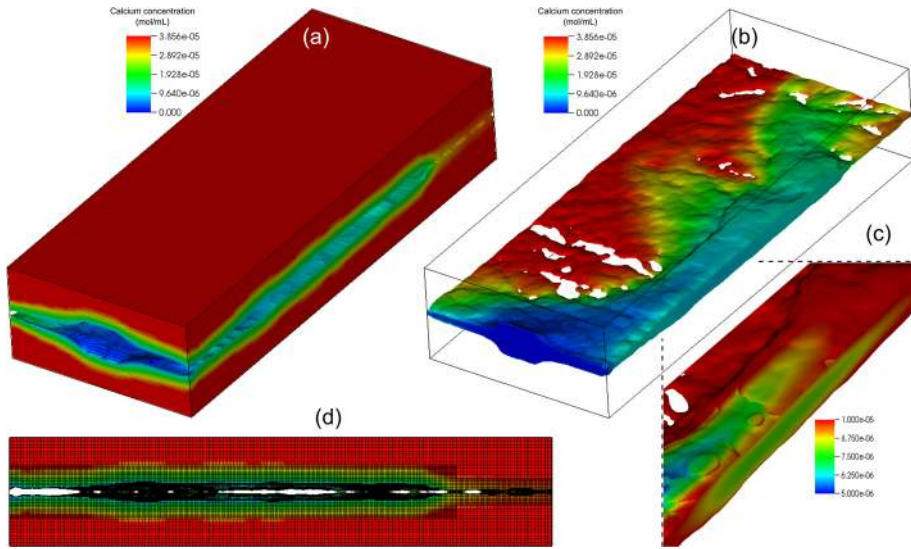 Calcium concentration
(mol/mL)
3.856e-05
2.892e-05
1.928e-05
9.640e-06
0.000
(a)
Calcium concentration
(mol/mL)
3.856e-05
2.892e-05
1.928e-05
9.640e-06
0.000
(b)
(c)
1.000e-05
8.750e-06
7.500e-06
6.250e-06
5.000e-06
(d)